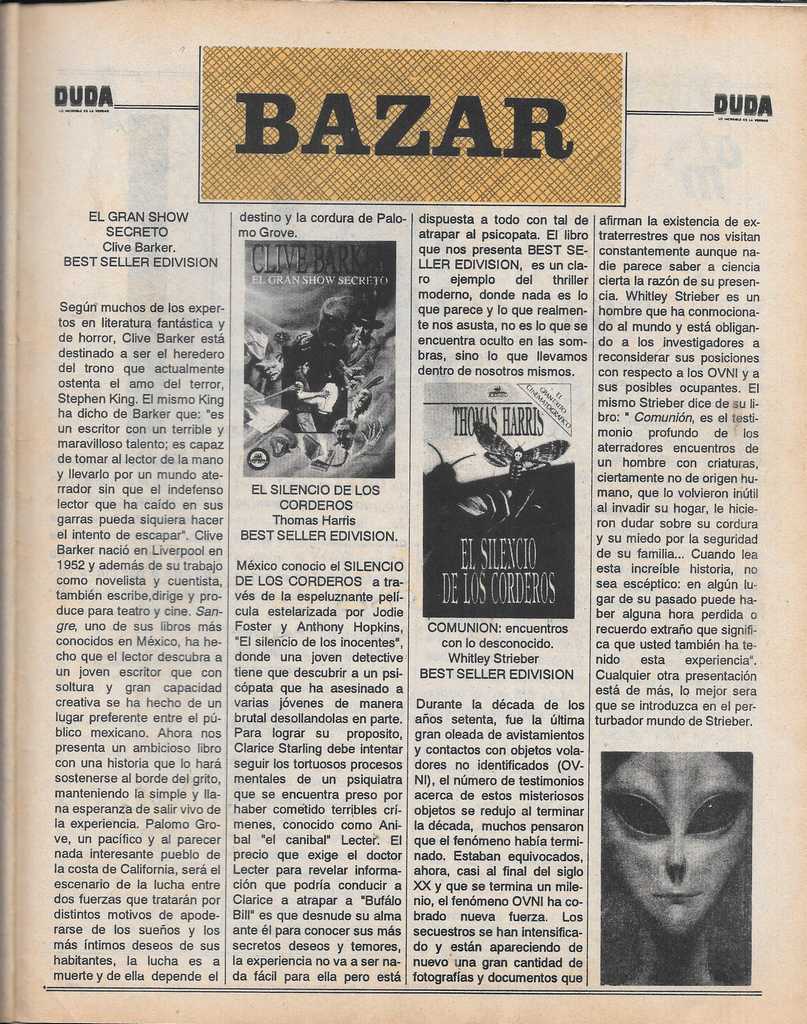 DUDA
LO INCREIBLE ES LA VERDAD
BAZAR
DUDA
LO INCREIBLE ES LA VERDAD
EL GRAN SHOW
SECRETO
Clive Barker.
BEST SELLER EDIVISION
Según muchos de los exper-
tos en literatura fantástica y
de horror, Clive Barker está
destinado a ser el heredero
del trono que actualmente
ostenta el amo del terror,
Stephen King. El mismo King
ha dicho de Barker que: "es
un escritor con un terrible y
maravilloso talento; es capaz
de tomar al lector de la mano
y llevarlo por un mundo ate-
rrador sin que el indefenso
lector que ha caído en sus
garras pueda siquiera hacer
el intento de escapar". Clive
Barker nació en Liverpool en
1952 y además de su trabajo
como novelista y cuentista,
también escribe,dirige y pro-
duce para teatro y cine. San-
gre, uno de sus libros más
conocidos en México, ha he-
cho que el lector descubra a
un joven escritor que con
soltura y gran capacidad
creativa se ha hecho de un
lugar preferente entre el pú-
blico mexicano. Ahora nos
presenta un ambicioso libro
con una historia que lo hará
sostenerse al borde del grito,
manteniendo la simple y lla-
na esperanza de salir vivo de
la experiencia. Palomo Gro-
ve, un pacífico y al parecer
nada interesante pueblo de
la costa de California, será el
escenario de la lucha entre
dos fuerzas que tratarán por
distintos motivos de apode-
rarse de los sueños y los
más íntimos deseos de sus
habitantes, la lucha es a
muerte y de ella depende el
destino y la cordura de Palo-
mo Grove.
CLIVE BARK
EL GRAN SHOW SECRETO
EL SILENCIO DE LOS
CORDEROS
Thomas Harris
BEST SELLER EDIVISION.
México conocio el SILENCIO
DE LOS CORDEROS a tra-
vés de la espeluznante pelí-
cula estelarizada por Jodie
Foster y Anthony Hopkins,
"El silencio de los inocentes",
donde una joven detective
tiene que descubrir a un psi-
cópata que ha asesinado a
varias jóvenes de manera
brutal desollandolas en parte.
Para lograr su proposito,
Clarice Starling debe intentar
seguir los tortuosos procesos
mentales de un psiquiatra
que se encuentra preso por
haber cometido terribles crí-
menes, conocido como Aní-
bal "el canibal" Lecter. El
precio que exige el doctor
Lecter para revelar informa-
ción que podría conducir a
Clarice a atrapar a "Bufálo
Bill" es que desnude su alma
ante él para conocer sus más
secretos deseos y temores,
la experiencia no va a ser na-
da fácil para ella pero está
dispuesta a todo con tal de
atrapar al psicopata. El libro
que nos presenta BEST SE-
LLER EDIVISION, es un cla-
ro ejemplo del thriller
moderno, donde nada es lo
que parece y lo que realmen-
te nos asusta, no es lo que se
encuentra oculto en las som-
bras, sino lo que llevamos
dentro de nosotros mismos.
EL
GRAN ÉXITO
CINEMATOGRÁFICO
THOMAS HARRIS
EL SILENCIO
DE LOS CORDEROS
COMUNION: encuentros
con lo desconocido.
Whitley Strieber
BEST SELLER EDIVISION
Durante la década de los
años setenta, fue la última
gran oleada de avistamientos
y contactos con objetos vola-
dores no identificados (OV-
NI), el número de testimonios
acerca de estos misteriosos
objetos se redujo al terminar
la década, muchos pensaron
que el fenómeno había termi-
nado. Estaban equivocados,
ahora, casi al final del siglo
XX y que se termina un mile-
nio, el fenómeno OVNI ha co-
brado nueva fuerza. Los
secuestros se han intensifica-
do y están apareciendo de
nuevo una gran cantidad de
fotografías y documentos que
afirman la existencia de ex-
traterrestres que nos visitan
constantemente aunque na-
die parece saber a ciencia
cierta la razón de su presen-
cia. Whitley Strieber es un
hombre que ha conmociona-
do al mundo y está obligan-
do a los investigadores a
reconsiderar sus posiciones
con respecto a los OVNI y a
sus posibles ocupantes. El
mismo Strieber dice de su li-
bro: " Comunión, es el testi-
monio profundo de los
aterradores encuentros de
un hombre con criaturas,
ciertamente no de origen hu-
mano, que lo volvieron inútil
al invadir su hogar, le hicie-
ron dudar sobre su cordura
y su miedo por la seguridad
de su familia... Cuando lea
esta increíble historia, no
sea escéptico: en algún lu-
gar de su pasado puede ha-
ber alguna hora perdida o
recuerdo extraño que signifi-
ca que usted también ha te-
nido esta experiencia".
Cualquier otra presentación
está de más, lo mejor sera
que se introduzca en el per-
turbador mundo de Strieber.